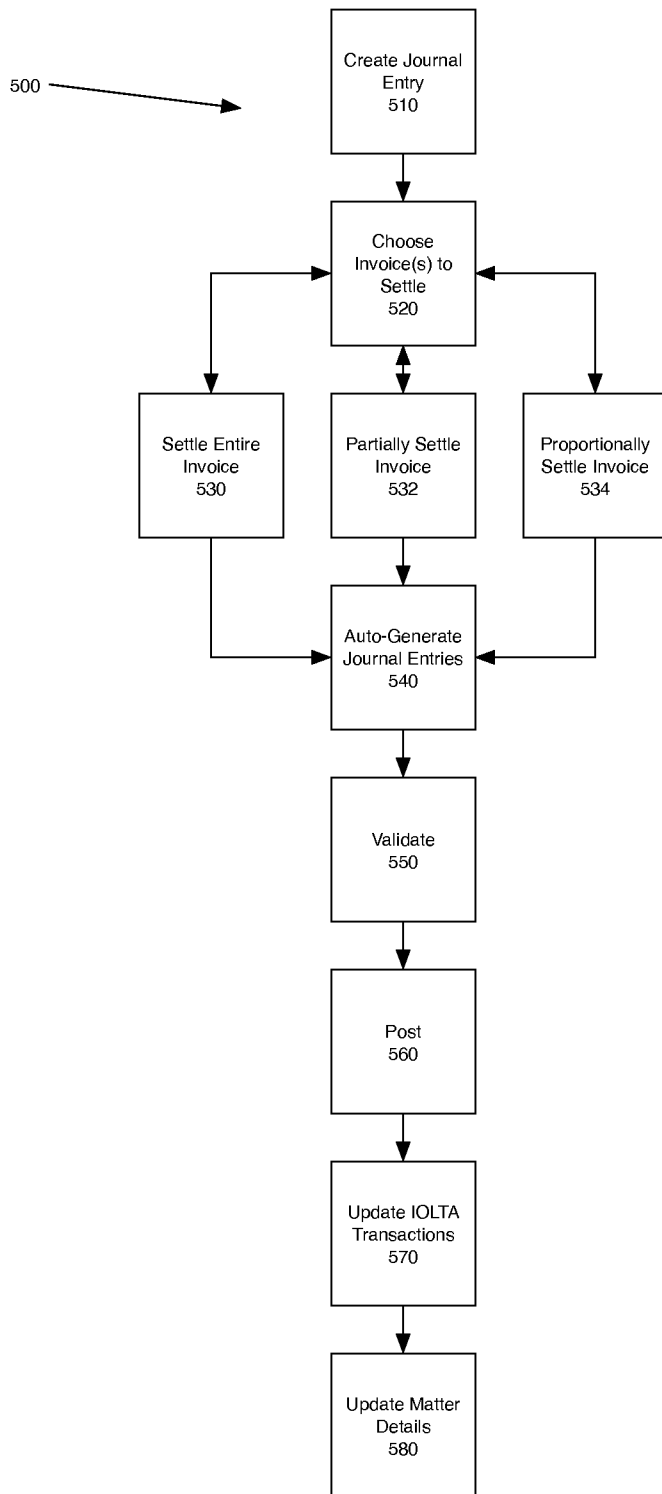 Create Journal
Entry
510
500
Choose
Invoice(s) to
Settle
520
Settle Entire
Invoice
530
Partially Settle
Invoice
532
Proportionally
Settle Invoice
534
Auto-Generate
Journal Entries
540
Validate
550
Post
560
Update IOLTA
Transactions
570
Update Matter
Details
580